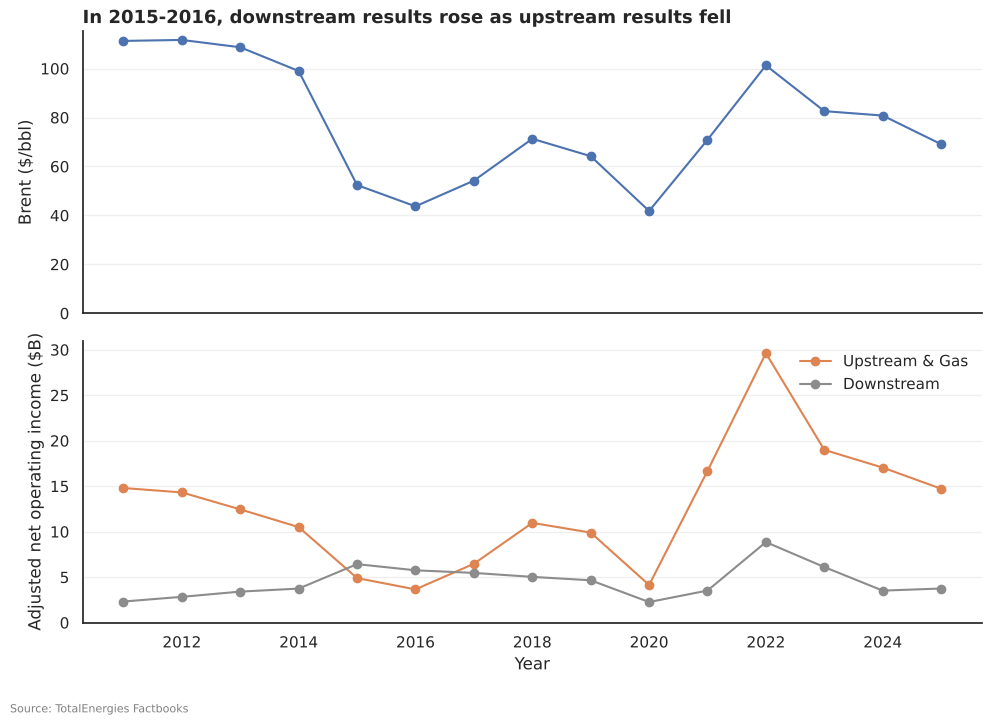 In 2015-2016, downstream results rose as upstream results fell
Brent ($/bbl)
100
80
60
40
20
0
Adjusted net operating income ($B)
30
25
20
15
10
5
0
Upstream & Gas
Downstream
2012 2014 2016 2018 2020 2022 2024
Year
Source: TotalEnergies Factbooks